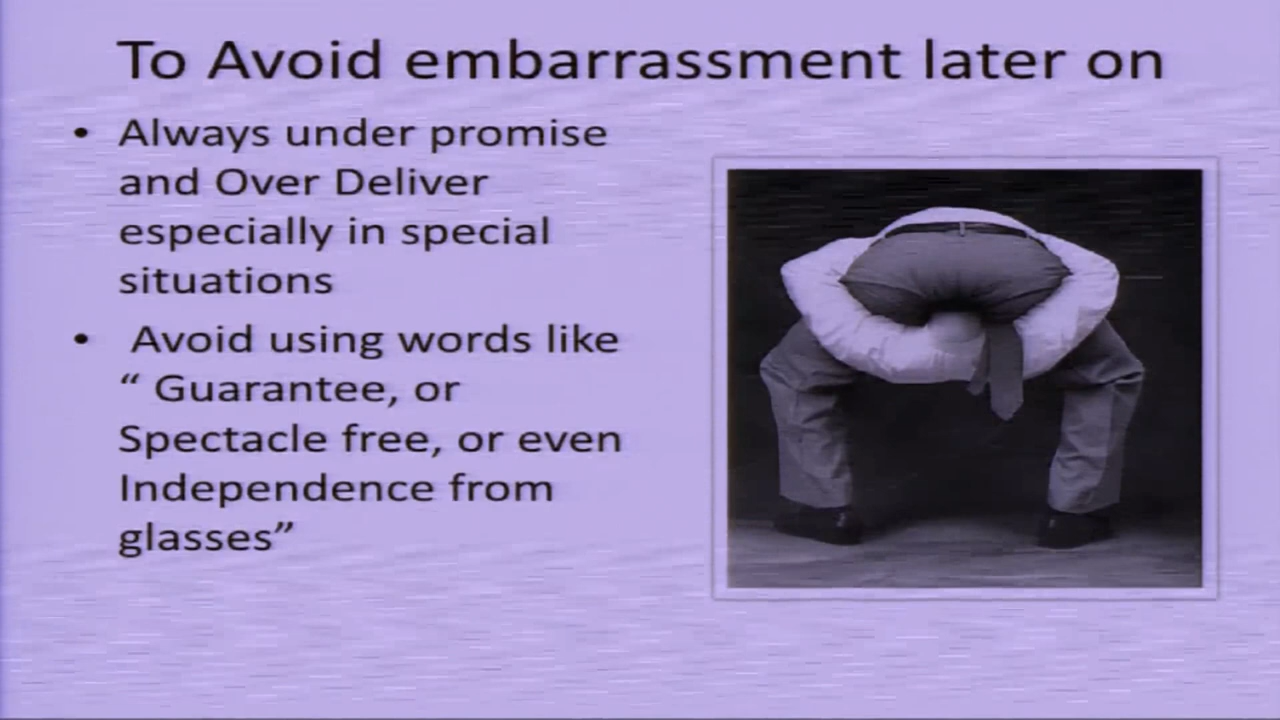 To Avoid embarrassment later on
• Always under promise
and Over Deliver
especially in special
situations
• Avoid using words like
“ Guarantee, or
Spectacle free, or even
Independence from
glasses”